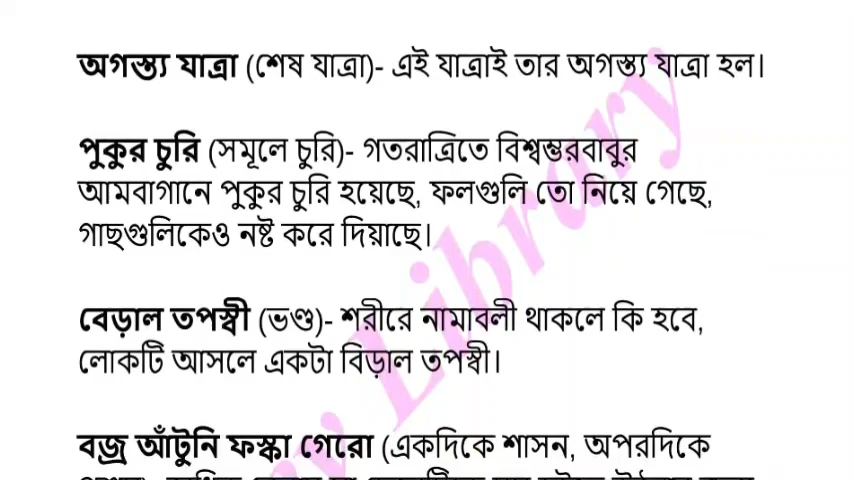 অগস্ত্য যাত্রা (শেষ যাত্রা)- এই যাত্রাই তার অগস্ত্য যাত্রা হল।
পুকুর চুরি (সমূলে চুরি)- গতরাত্রিতে বিশ্বম্ভরবাবুর
আমবাগানে পুকুর চুরি হয়েছে, ফলগুলি তো নিয়ে গেছে,
গাছগুলিকেও নষ্ট করে দিয়াছে।
বেড়াল তপস্বী (ভণ্ড)- শরীরে নামাবলী থাকলে কি হবে,
লোকটি আসলে একটা বিড়াল তপস্বী।
বজ্র আঁটুনি ফস্কা গেরো (একদিকে শাসন, অপরদিকে
Library